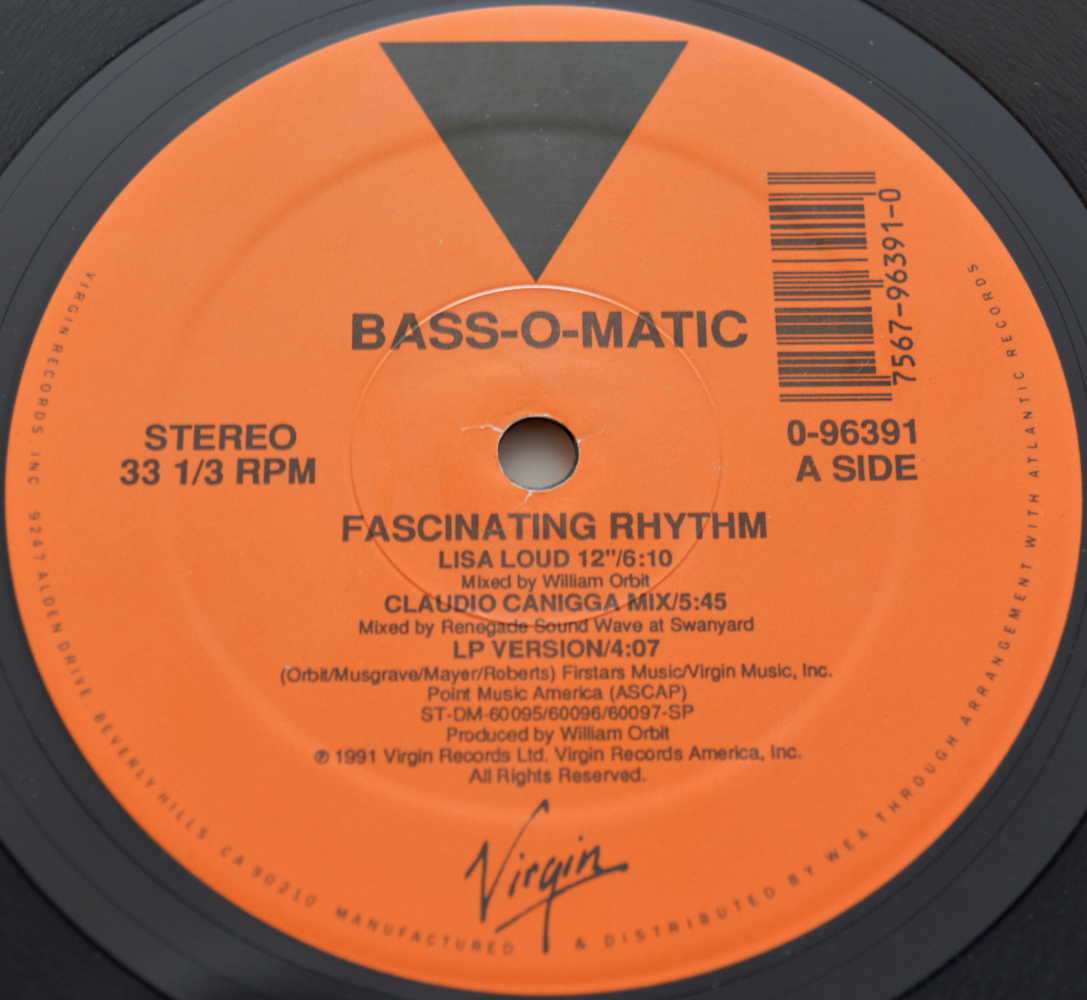 BASS-O-MATIC
7567-96391-0
STEREO
33 1/3 RPM
0-96391
A SIDE
FASCINATING RHYTHM
LISA LOUD 12"/6:10
Mixed by William Orbit
CLAUDIO CANIGGA MIX/5:45
Mixed by Renegade Sound Wave at Swanyard
LP VERSION/4:07
(Orbit/Musgrave/Mayer/Roberts) Firstars Music/Virgin Music, Inc.
Point Music America (ASCAP)
ST-DM-60095/60096/60097-SP
Produced by William Orbit
℗ 1991 Virgin Records Ltd. Virgin Records America, Inc.
All Rights Reserved.
Virgin
VIRGIN RECORDS INC 9247 ALDEN DRIVE, BEVERLY HILLS, CA 90210 MANUFACTURED & DISTRIBUTED BY WEA THROUGH ARRANGEMENT WITH ATLANTIC RECORDS